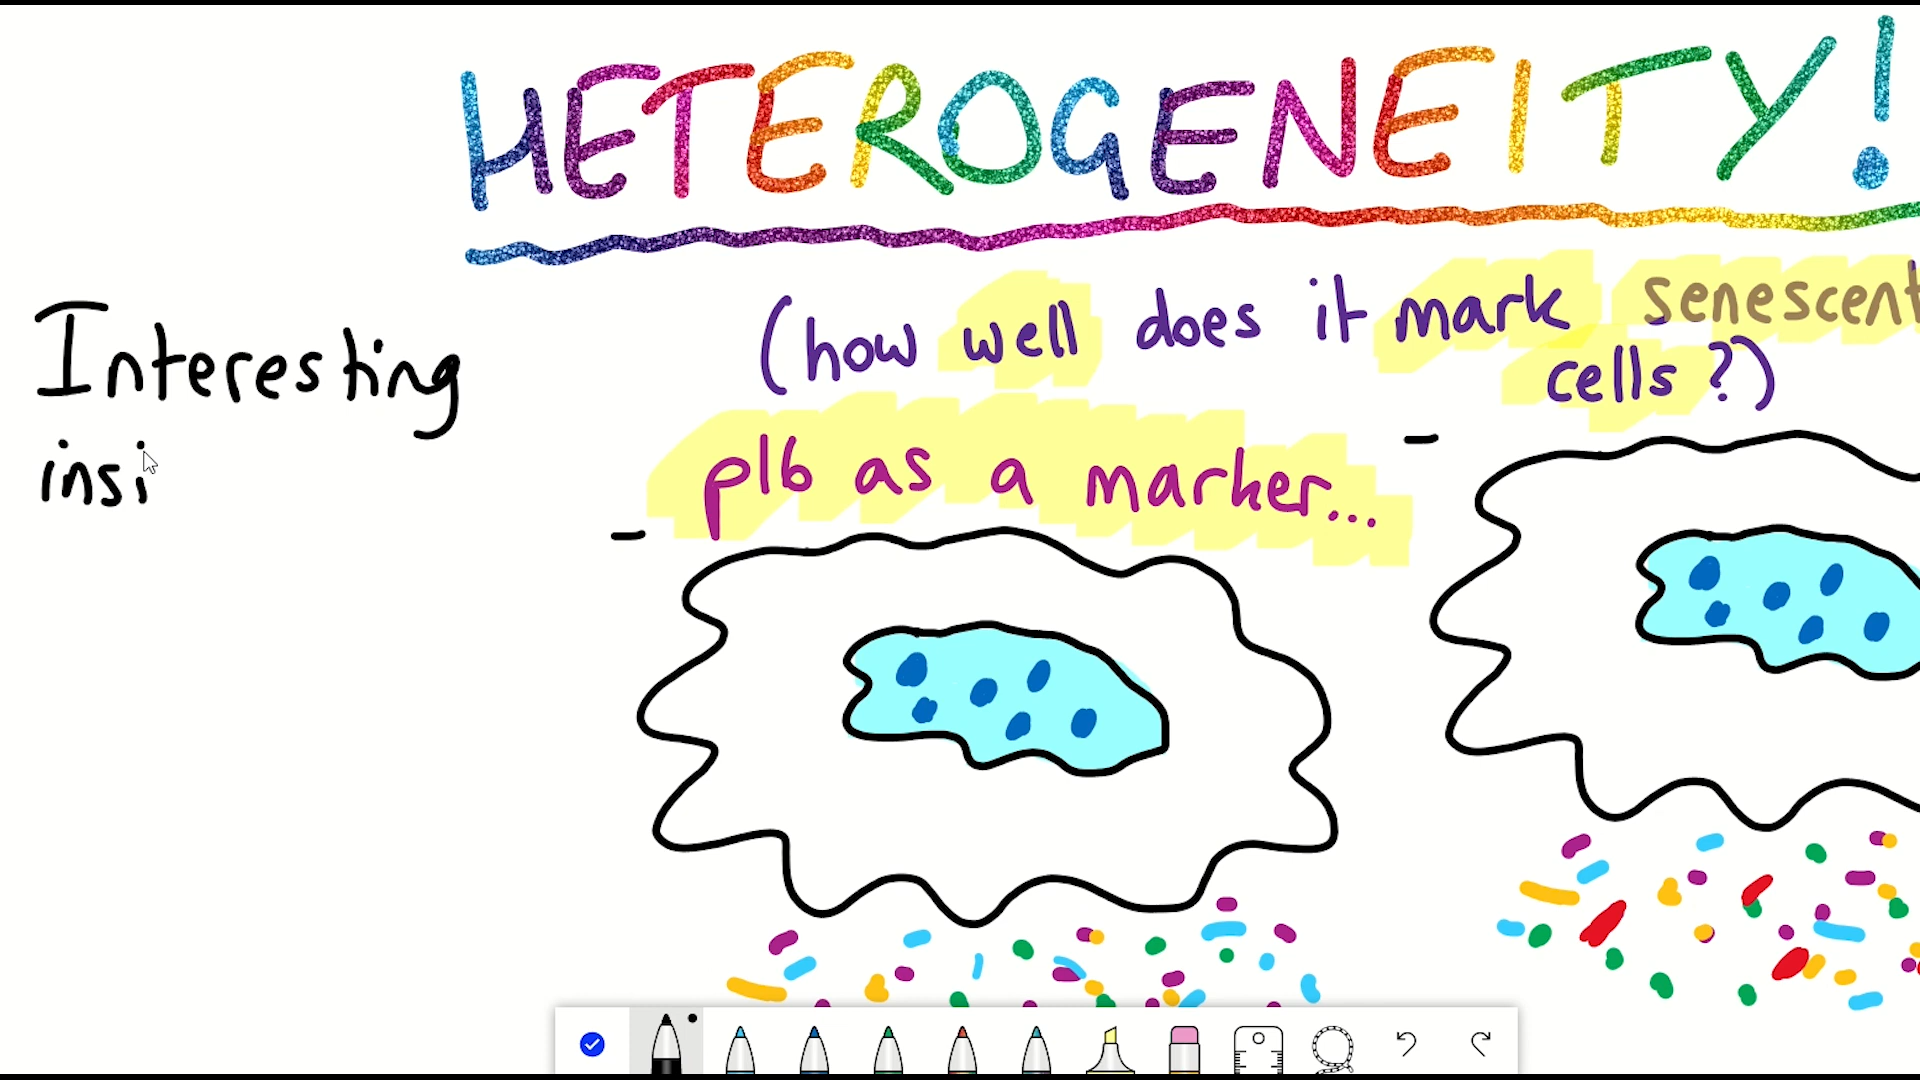 HETEROGENEITY!
(how well does it mark senescent
cells?)
Interesting
insi
p16 as a marker...